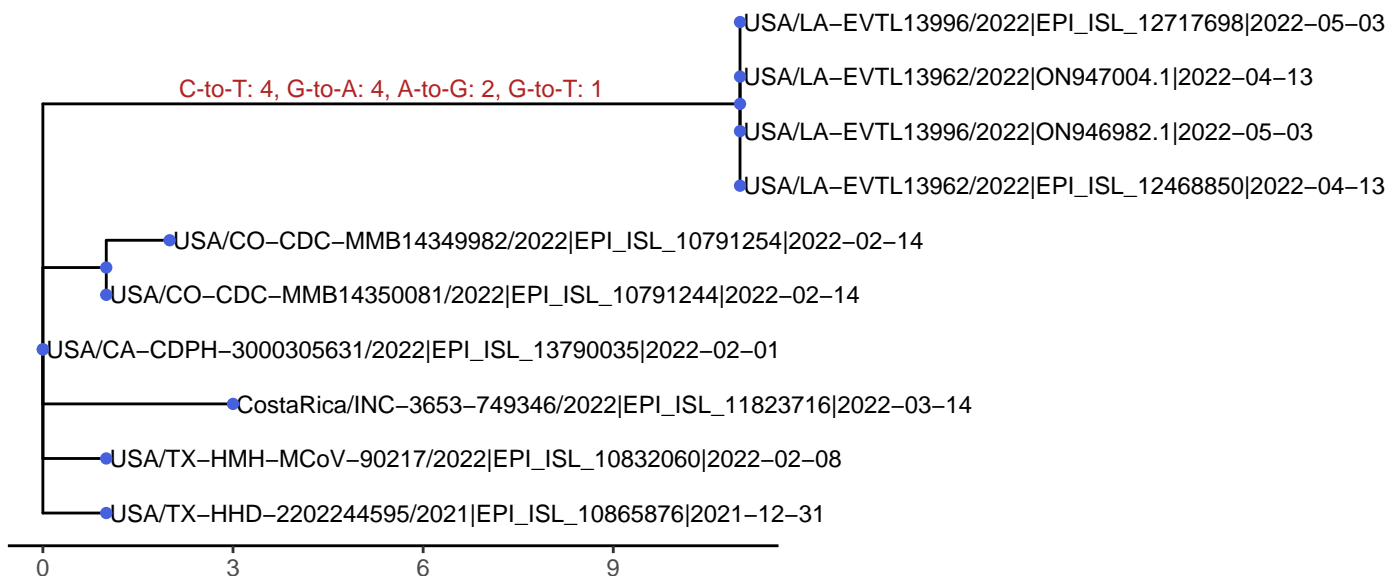 USA/LA−EVTL13996/2022|EPI_ISL_12717698|2022−05−03
USA/LA−EVTL13962/2022|ON947004.1|2022−04−13
C-to-T: 4, G-to-A: 4, A-to-G: 2, G-to-T: 1
USA/LA−EVTL13996/2022|ON946982.1|2022−05−03
USA/LA−EVTL13962/2022|EPI_ISL_12468850|2022−04−13
USA/CO−CDC−MMB14349982/2022|EPI_ISL_10791254|2022−02−14
USA/CO−CDC−MMB14350081/2022|EPI_ISL_10791244|2022−02−14
USA/CA−CDPH−3000305631/2022|EPI_ISL_13790035|2022−02−01
CostaRica/INC−3653−749346/2022|EPI_ISL_11823716|2022−03−14
USA/TX−HMH−MCoV−90217/2022|EPI_ISL_10832060|2022−02−08
USA/TX−HHD−2202244595/2021|EPI_ISL_10865876|2021−12−31
0 3 6 9